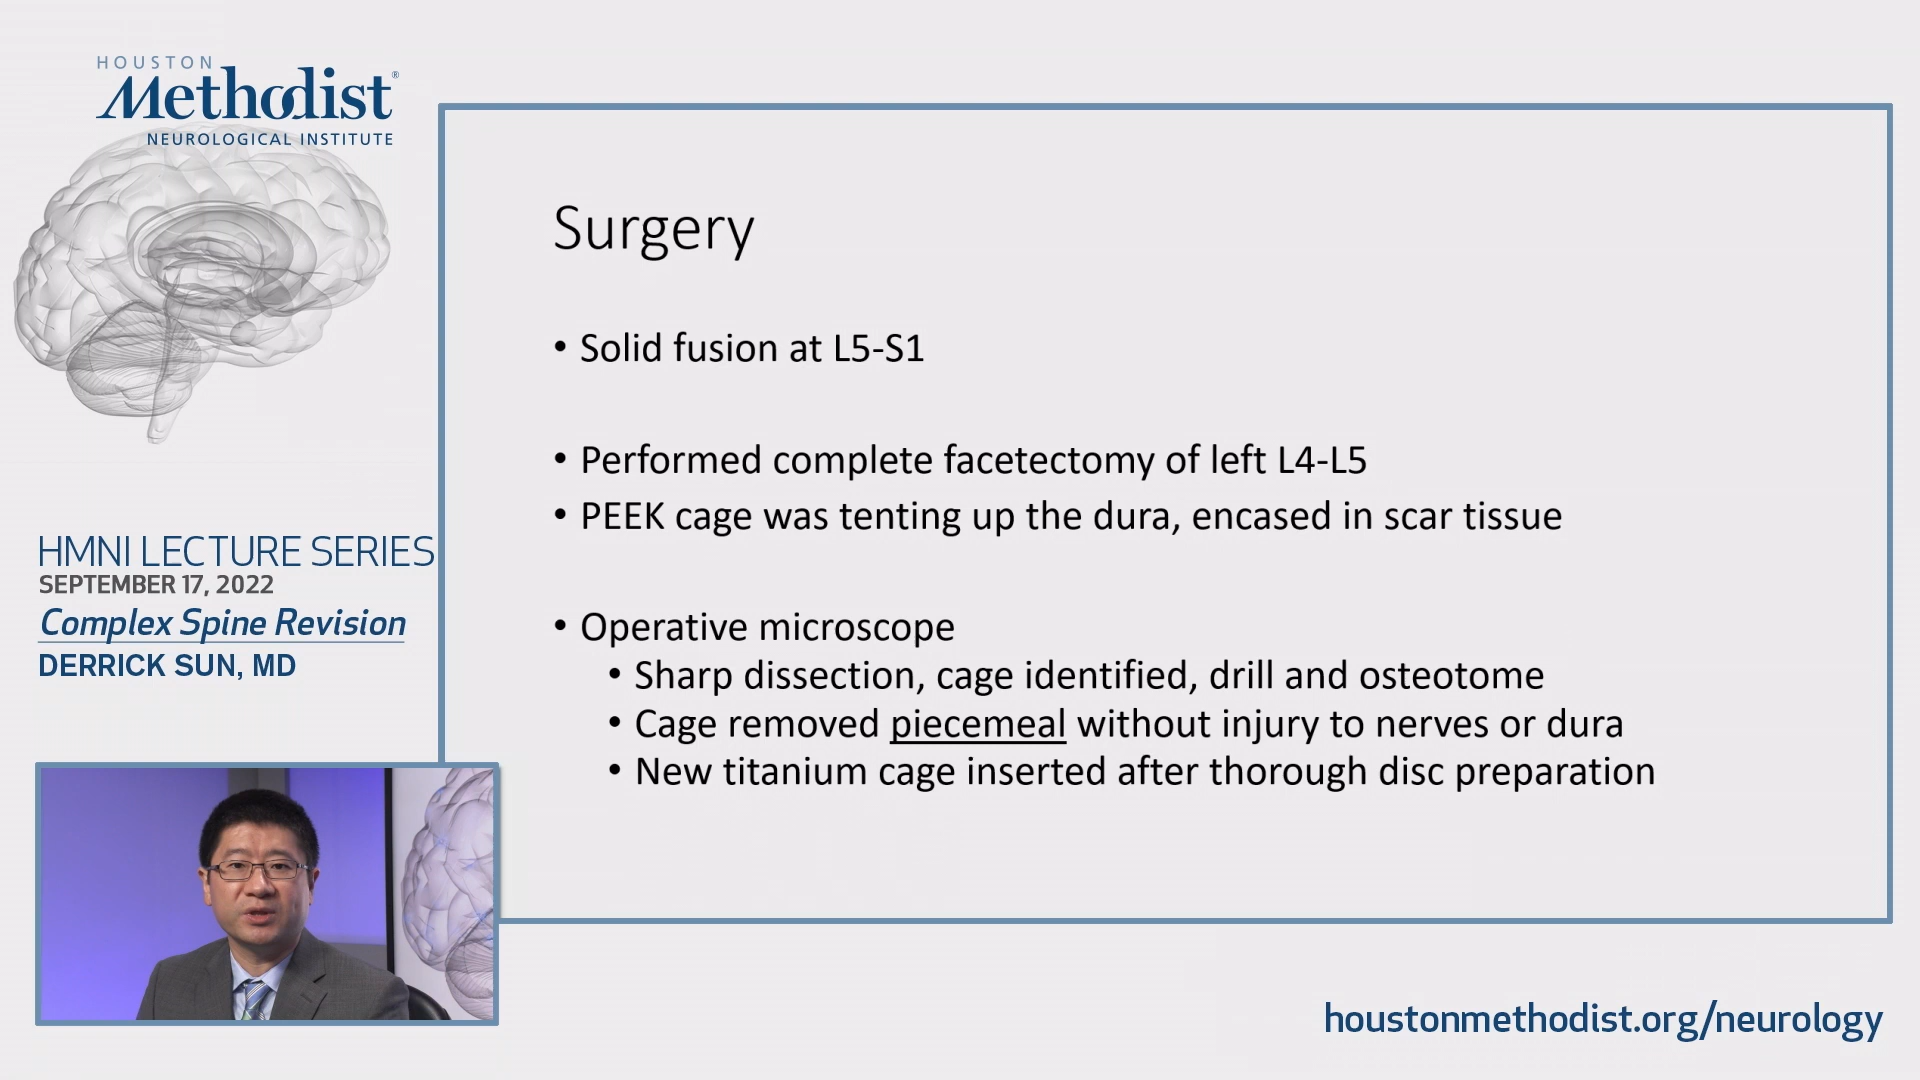 HOUSTON
Methodist®
NEUROLOGICAL INSTITUTE
HMNI LECTURE SERIES
SEPTEMBER 17, 2022
Complex Spine Revision
DERRICK SUN, MD
Surgery
• Solid fusion at L5-S1
• Performed complete facetectomy of left L4-L5
• PEEK cage was tenting up the dura, encased in scar tissue
• Operative microscope
• Sharp dissection, cage identified, drill and osteotome
• Cage removed piecemeal without injury to nerves or dura
• New titanium cage inserted after thorough disc preparation
houstonmethodist.org/neurology